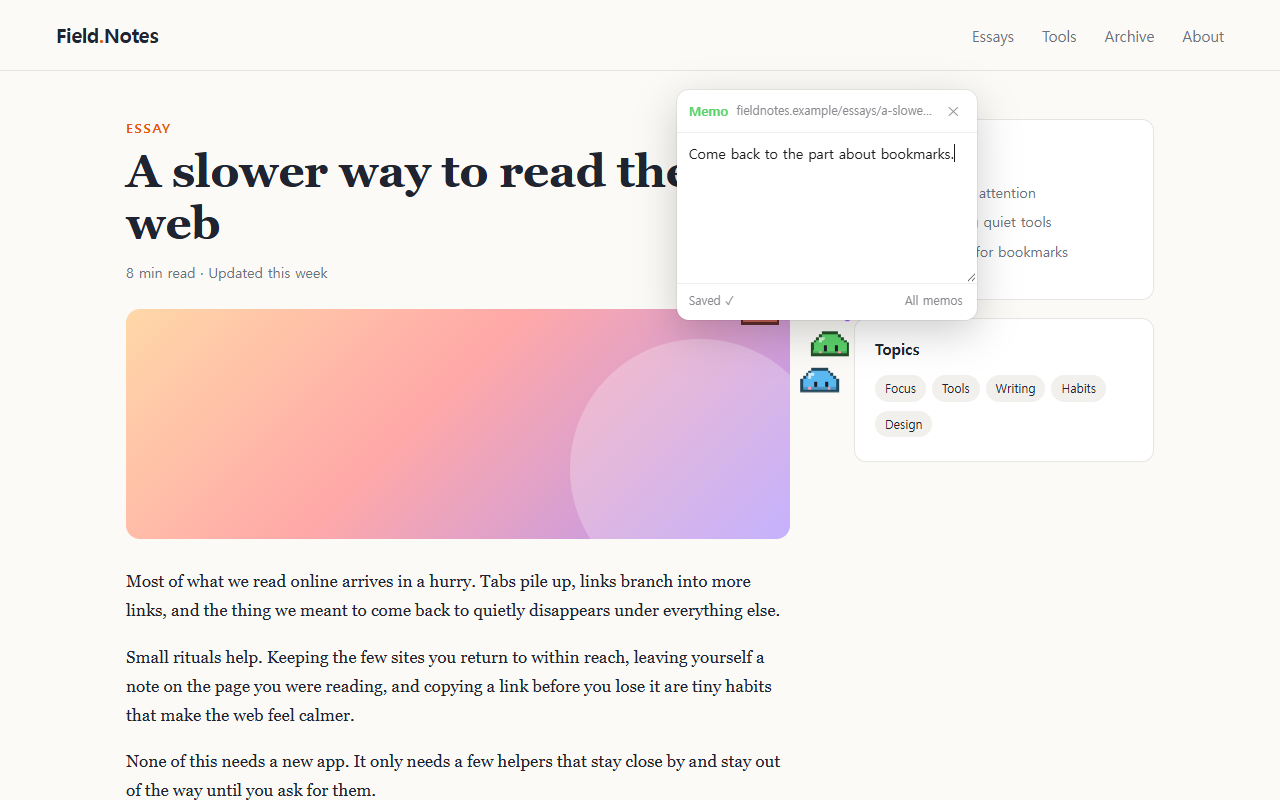 Field.Notes
Essays
Tools
Archive
About
ESSAY
A slower way to read the
web
8 min read · Updated this week
Memo
fieldnotes.example/essays/a-slowe...
Come back to the part about bookmarks.
Saved ✓
All memos
attention
quiet tools
for bookmarks
Topics
Focus
Tools
Writing
Habits
Design
Most of what we read online arrives in a hurry. Tabs pile up, links branch into more
links, and the thing we meant to come back to quietly disappears under everything else.
Small rituals help. Keeping the few sites you return to within reach, leaving yourself a
note on the page you were reading, and copying a link before you lose it are tiny habits
that make the web feel calmer.
None of this needs a new app. It only needs a few helpers that stay close by and stay out
of the way until you ask for them.